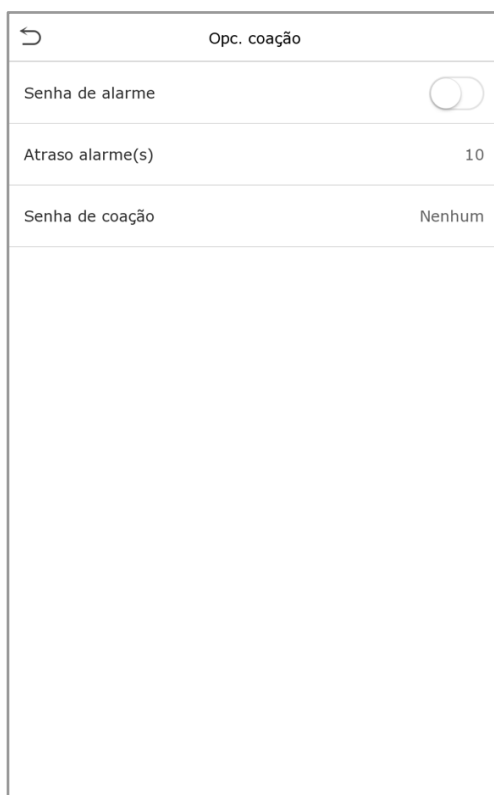 Opc. coação
Senha de alarme
Atraso alarme(s) 10
Senha de coação Nenhum